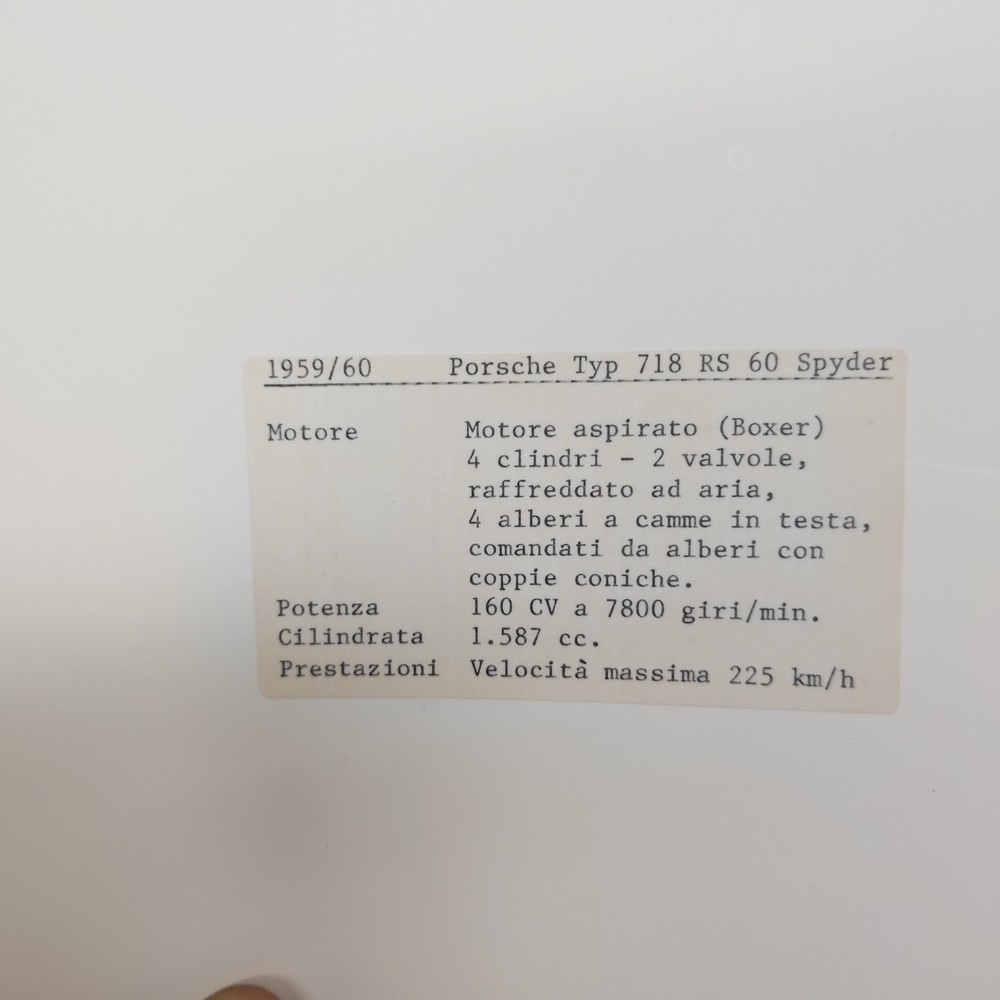 1959/60 Porsche Typ 718 RS 60 Spyder
Motore Motore aspirato (Boxer)
4 clindri - 2 valvole,
raffreddato ad aria,
4 alberi a camme in testa,
comandati da alberi con
coppie coniche.
Potenza 160 CV a 7800 giri/min.
Cilindrata 1.587 cc.
Prestazioni Velocità massima 225 km/h